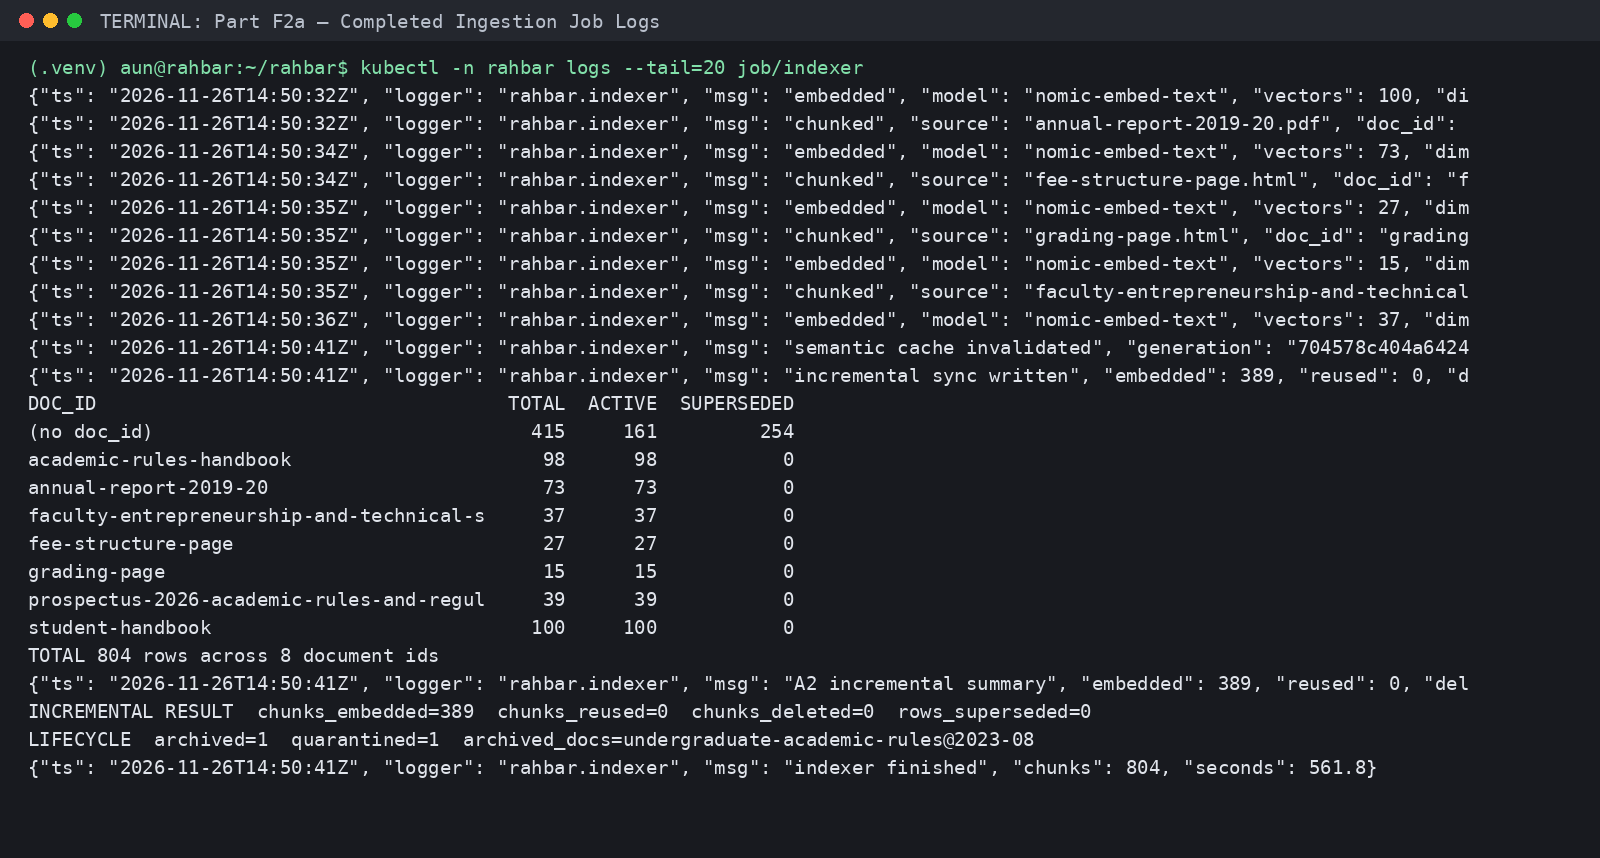 TERMINAL: Part F2a — Completed Ingestion Job Logs
(.venv) aun@rahbar:~/rahbar$ kubectl -n rahbar logs --tail=20 job/indexer
{"ts": "2026-11-26T14:50:32Z", "logger": "rahbar.indexer", "msg": "embedded", "model": "nomic-embed-text", "vectors": 100, "di
{"ts": "2026-11-26T14:50:32Z", "logger": "rahbar.indexer", "msg": "chunked", "source": "annual-report-2019-20.pdf", "doc_id":
{"ts": "2026-11-26T14:50:34Z", "logger": "rahbar.indexer", "msg": "embedded", "model": "nomic-embed-text", "vectors": 73, "dim
{"ts": "2026-11-26T14:50:34Z", "logger": "rahbar.indexer", "msg": "chunked", "source": "fee-structure-page.html", "doc_id": "f
{"ts": "2026-11-26T14:50:35Z", "logger": "rahbar.indexer", "msg": "embedded", "model": "nomic-embed-text", "vectors": 27, "dim
{"ts": "2026-11-26T14:50:35Z", "logger": "rahbar.indexer", "msg": "chunked", "source": "grading-page.html", "doc_id": "grading
{"ts": "2026-11-26T14:50:35Z", "logger": "rahbar.indexer", "msg": "embedded", "model": "nomic-embed-text", "vectors": 15, "dim
{"ts": "2026-11-26T14:50:35Z", "logger": "rahbar.indexer", "msg": "chunked", "source": "faculty-entrepreneurship-and-technical
{"ts": "2026-11-26T14:50:36Z", "logger": "rahbar.indexer", "msg": "embedded", "model": "nomic-embed-text", "vectors": 37, "dim
{"ts": "2026-11-26T14:50:41Z", "logger": "rahbar.indexer", "msg": "semantic cache invalidated", "generation": "704578c404a6424
{"ts": "2026-11-26T14:50:41Z", "logger": "rahbar.indexer", "msg": "incremental sync written", "embedded": 389, "reused": 0, "d
DOC_ID TOTAL ACTIVE SUPERSEDED
(no doc_id) 415 161 254
academic-rules-handbook 98 98 0
annual-report-2019-20 73 73 0
faculty-entrepreneurship-and-technical-s 37 37 0
fee-structure-page 27 27 0
grading-page 15 15 0
prospectus-2026-academic-rules-and-regul 39 39 0
student-handbook 100 100 0
TOTAL 804 rows across 8 document ids
{"ts": "2026-11-26T14:50:41Z", "logger": "rahbar.indexer", "msg": "A2 incremental summary", "embedded": 389, "reused": 0, "del
INCREMENTAL RESULT chunks_embedded=389 chunks_reused=0 chunks_deleted=0 rows_superseded=0
LIFECYCLE archived=1 quarantined=1 archived_docs=undergraduate-academic-rules@2023-08
{"ts": "2026-11-26T14:50:41Z", "logger": "rahbar.indexer", "msg": "indexer finished", "chunks": 804, "seconds": 561.8}